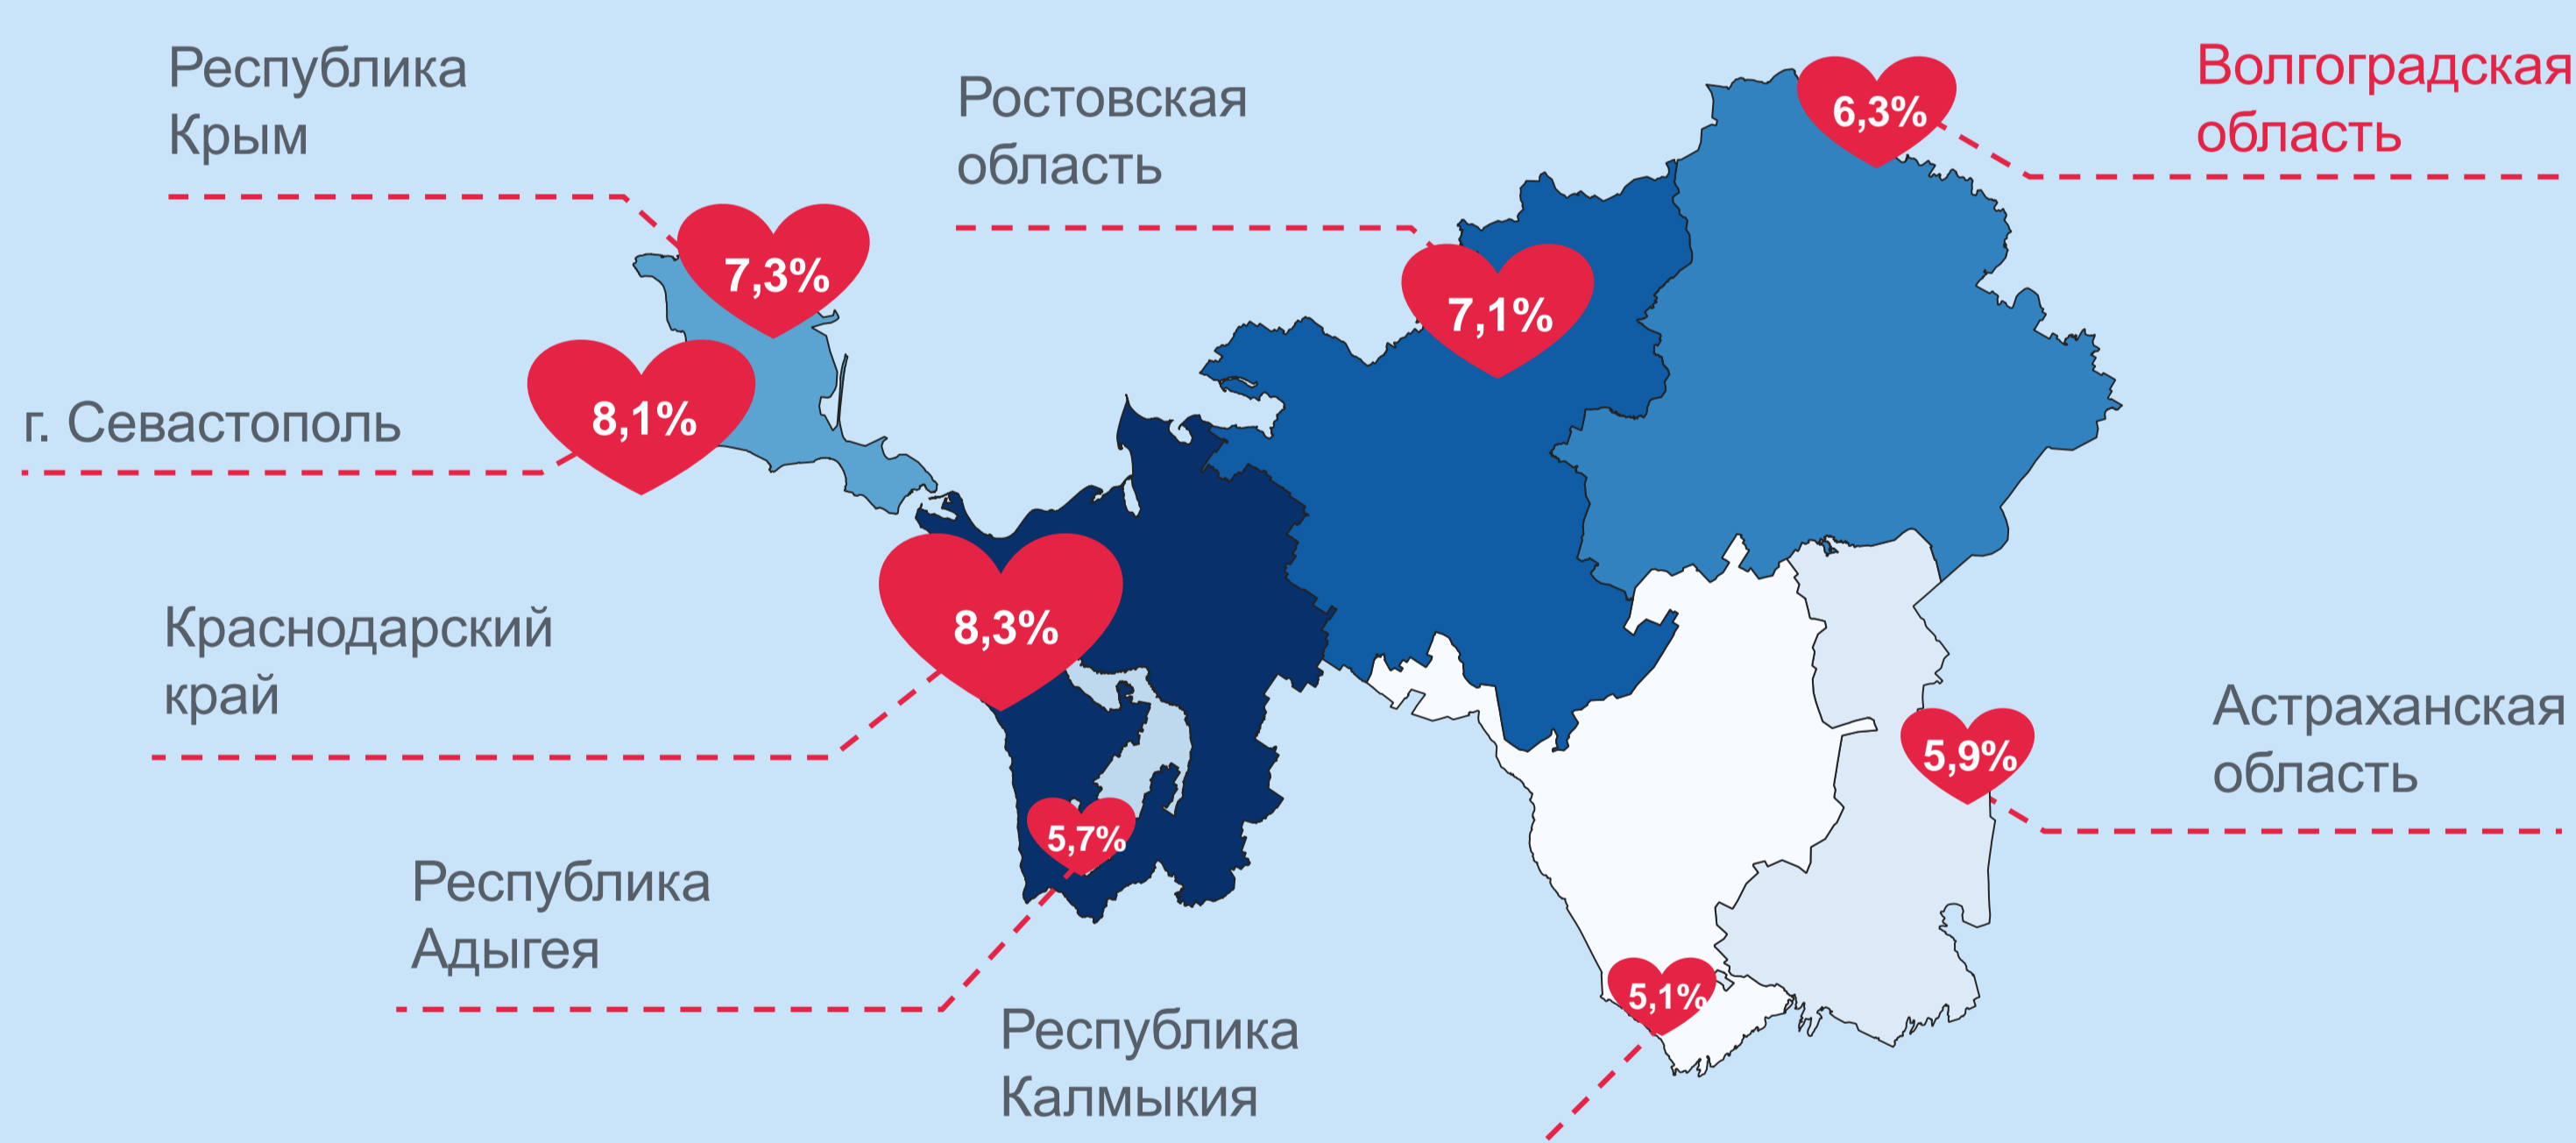 Республика
Крым
7,3%
Ростовская
область
7,1%
Волгоградская
область
6,3%
г. Севастополь
8,1%
Краснодарский
край
8,3%
Астраханская
область
5,9%
Республика
Адыгея
5,7%
Республика
Калмыкия
5,1%